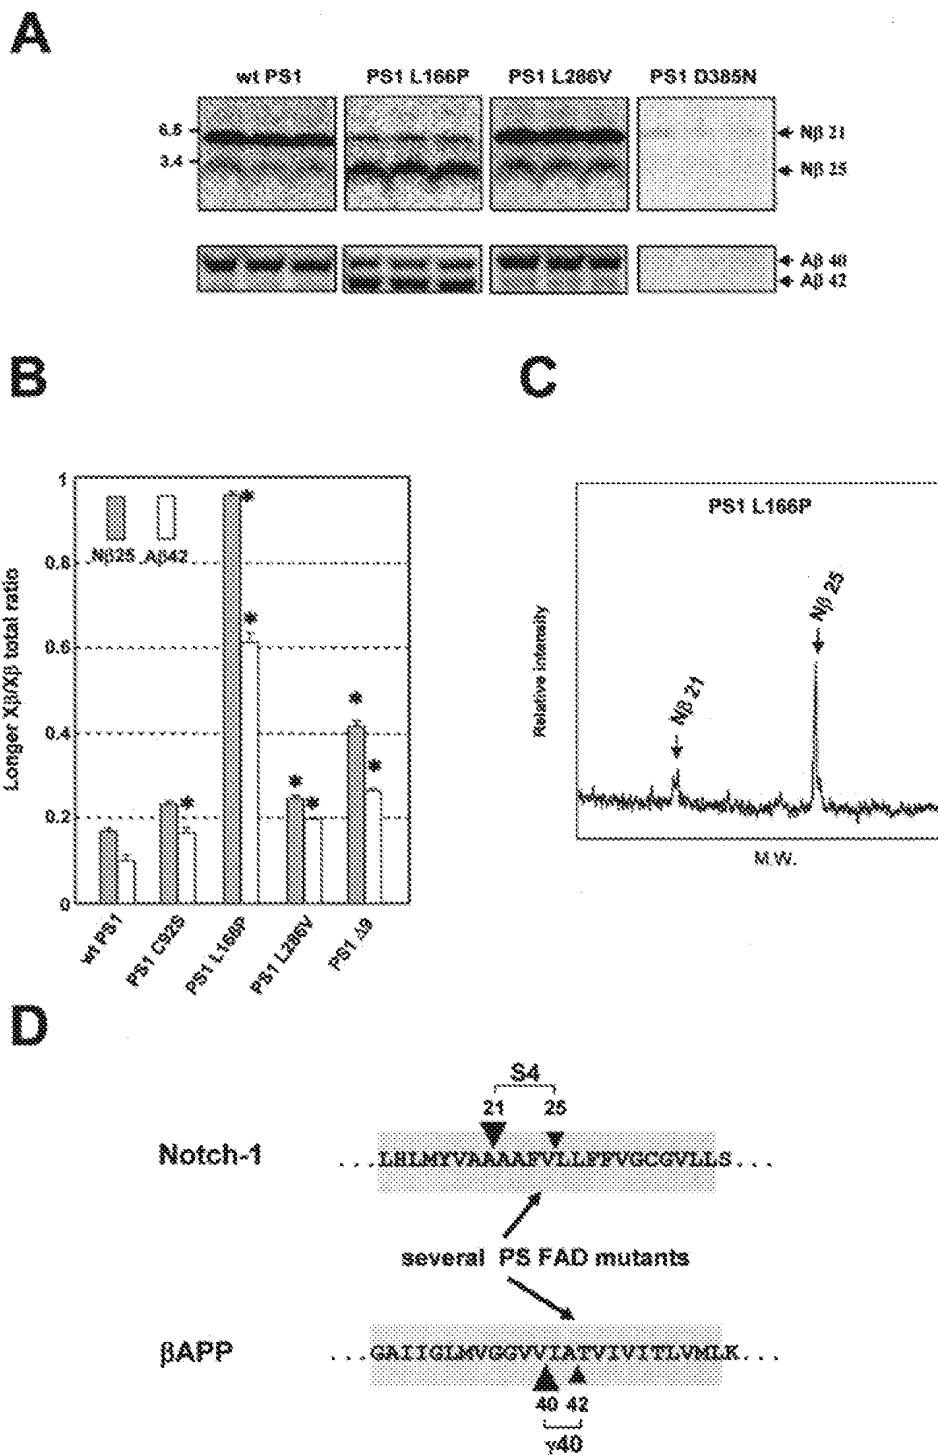 A
wt PS1 PS1 L166P PS1 L286V PS1 D385N
6.5
3.4
Nβ 21
Nβ 25
Aβ 40
Aβ 42
B
Longer Xβ/Xβ total ratio
1
0.8
0.6
0.4
0.2
0
Nβ25 Aβ42
* * * * * * *
wt PS1 PS1 C92S PS1 L166P PS1 L286V PS1 Δ9
C
PS1 L166P
Relative intensity
Nβ 21
Nβ 25
M.W.
D
S4
21 25
Notch-1 ...LHLMYVAAAAFVLLFFVGCGVLLS...
several PS FAD mutants
βAPP ...GAIIGLMVGGVVIATVIVITLVMLK...
40 42
γ40